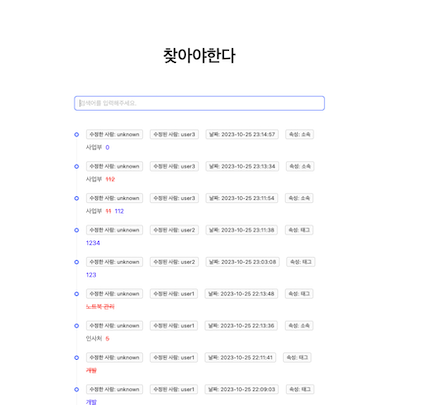 찾아야한다
검색어를 입력해주세요.
수정한 사람: unknown 수정된 사람: user3 날짜: 2023-10-25 23:14:57 속성: 소속
사업부 0
수정한 사람: unknown 수정된 사람: user3 날짜: 2023-10-25 23:13:34 속성: 소속
사업부 112
수정한 사람: unknown 수정된 사람: user3 날짜: 2023-10-25 23:11:54 속성: 소속
사업부 11 112
수정한 사람: unknown 수정된 사람: user2 날짜: 2023-10-25 23:11:38 속성: 태그
1234
수정한 사람: unknown 수정된 사람: user2 날짜: 2023-10-25 23:03:08 속성: 태그
123
수정한 사람: unknown 수정된 사람: user1 날짜: 2023-10-25 22:13:48 속성: 태그
노트북 관리
수정한 사람: unknown 수정된 사람: user1 날짜: 2023-10-25 22:13:36 속성: 소속
인사처 5
수정한 사람: unknown 수정된 사람: user1 날짜: 2023-10-25 22:11:41 속성: 태그
개발
수정한 사람: unknown 수정된 사람: user1 날짜: 2023-10-25 22:09:03 속성: 태그
개발